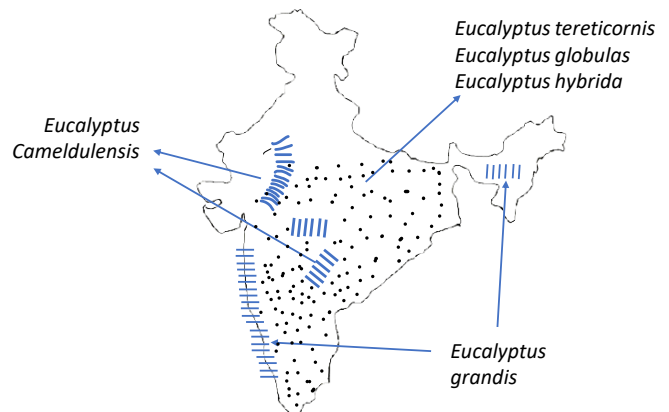 Eucalyptus tereticornis
Eucalyptus globulas
Eucalyptus hybrida
Eucalyptus
Cameldulensis
Eucalyptus
grandis